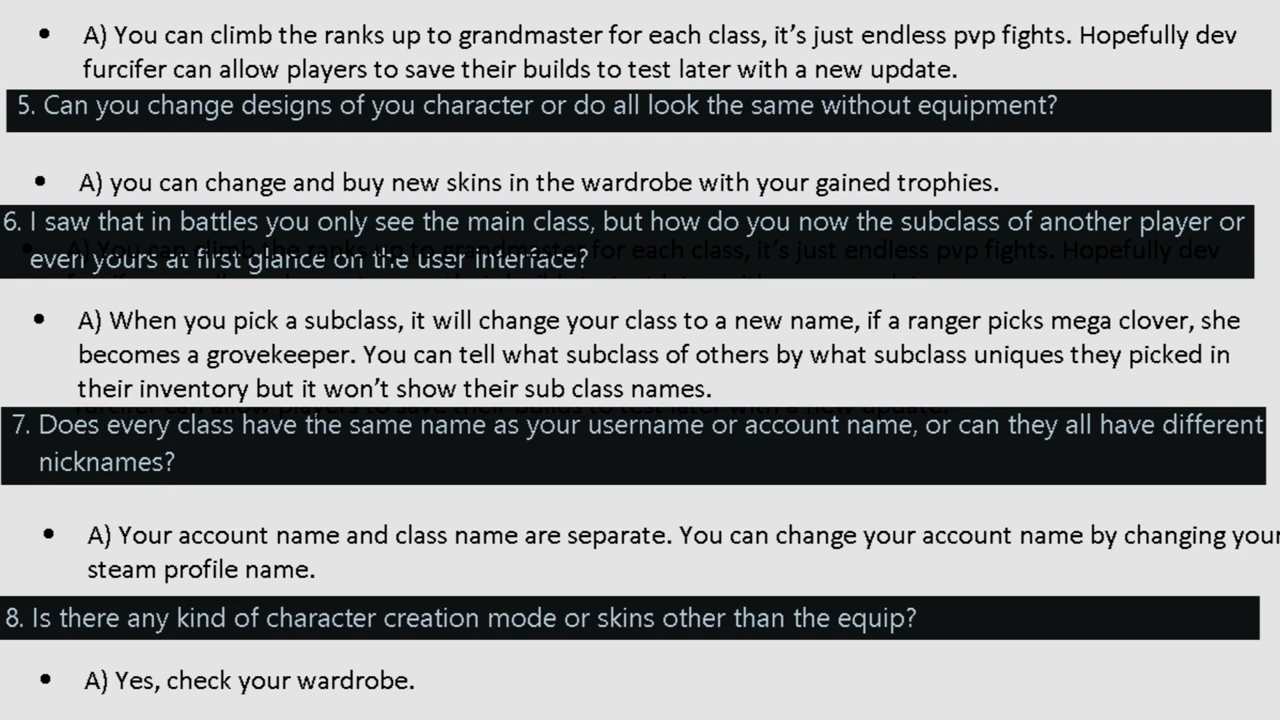 • A) You can climb the ranks up to grandmaster for each class, it’s just endless pvp fights. Hopefully dev
furcifer can allow players to save their builds to test later with a new update.
5. Can you change designs of you character or do all look the same without equipment?
• A) you can change and buy new skins in the wardrobe with your gained trophies.
6. I saw that in battles you only see the main class, but how do you now the subclass of another player or
even yours at first glance on the user interface?
• A) When you pick a subclass, it will change your class to a new name, if a ranger picks mega clover, she
becomes a grovekeeper. You can tell what subclass of others by what subclass uniques they picked in
their inventory but it won’t show their sub class names.
7. Does every class have the same name as your username or account name, or can they all have different
nicknames?
• A) Your account name and class name are separate. You can change your account name by changing your
steam profile name.
8. Is there any kind of character creation mode or skins other than the equip?
• A) Yes, check your wardrobe.